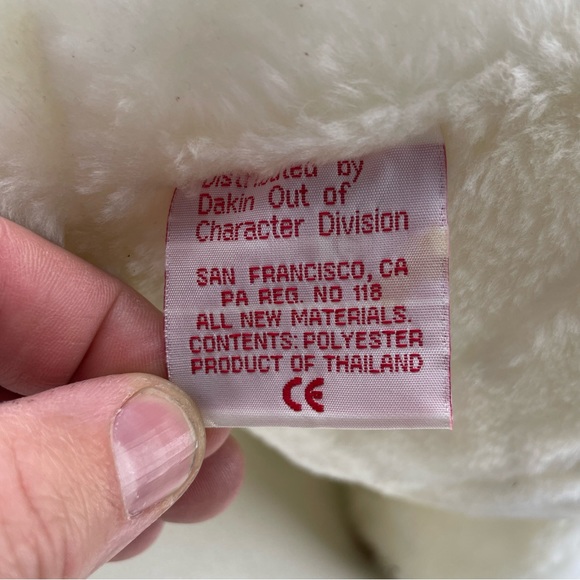 Distributed by
Dakin Out of
Character Division
SAN FRANCISCO, CA
PA REG. NO 118
ALL NEW MATERIALS.
CONTENTS: POLYESTER
PRODUCT OF THAILAND
CE